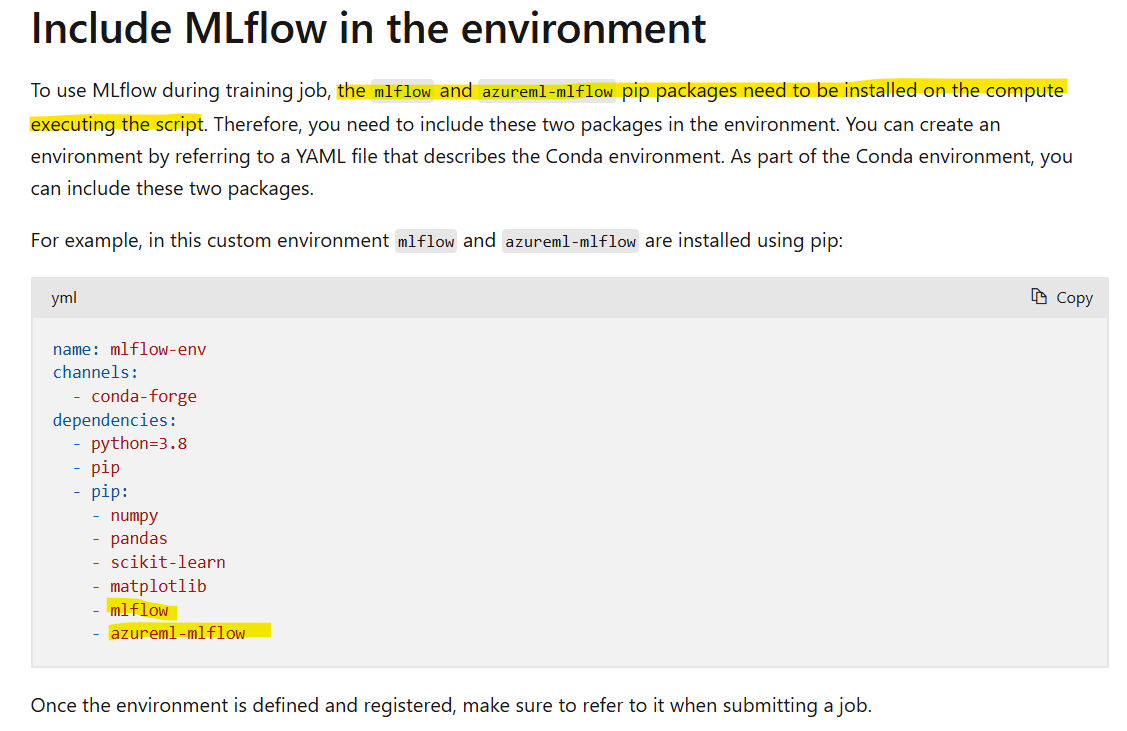 Include MLflow in the environment
To use MLflow during training job, the mlflow and azureml-mlflow pip packages need to be installed on the compute
executing the script. Therefore, you need to include these two packages in the environment. You can create an
environment by referring to a YAML file that describes the Conda environment. As part of the Conda environment, you
can include these two packages.
For example, in this custom environment mlflow and azureml-mlflow are installed using pip:
yml Copy
name: mlflow-env
channels:
  - conda-forge
dependencies:
  - python=3.8
  - pip
  - pip:
    - numpy
    - pandas
    - scikit-learn
    - matplotlib
    - mlflow
    - azureml-mlflow
Once the environment is defined and registered, make sure to refer to it when submitting a job.